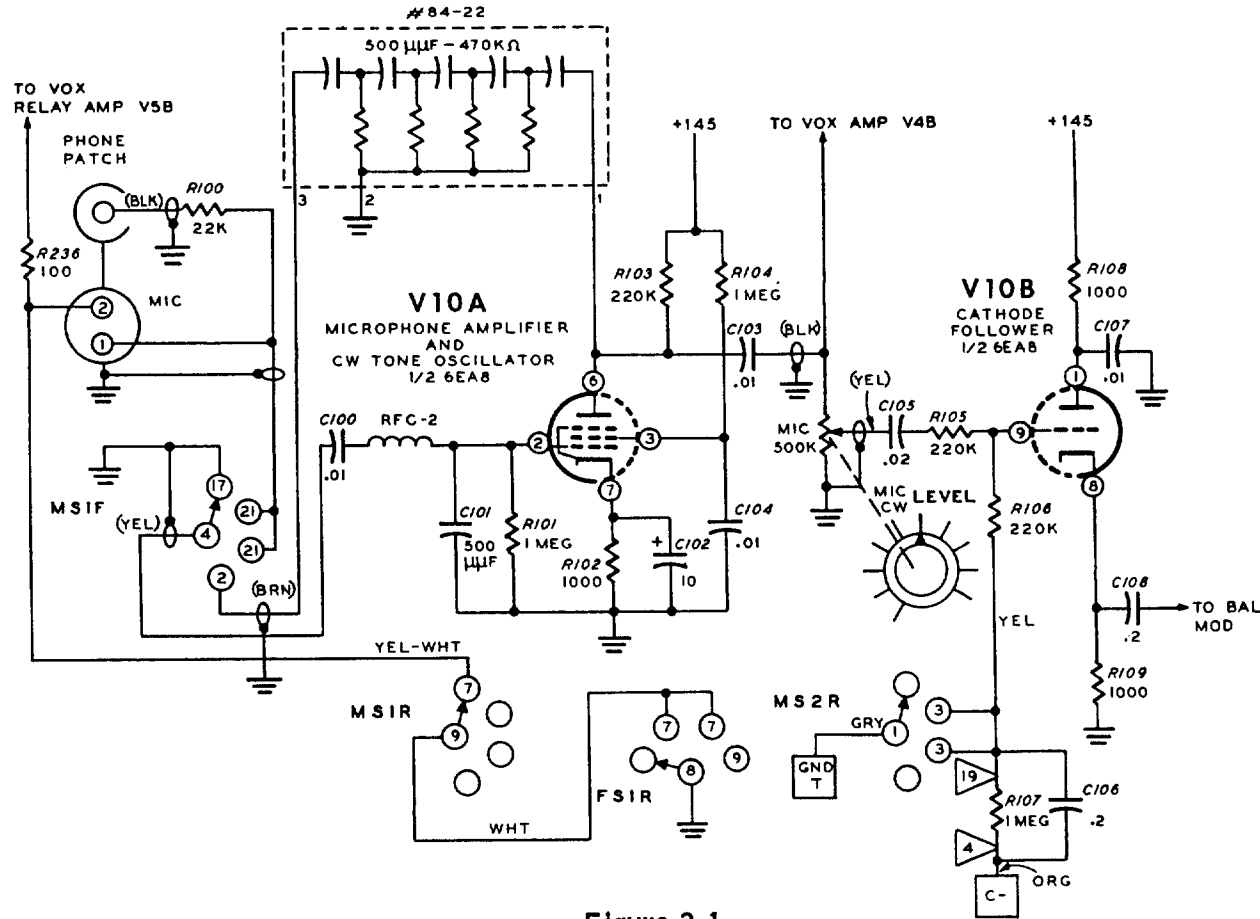 #84-22
500µµF-470KΩ
3
2
1
TO VOX
RELAY AMP V5B
PHONE
PATCH
(BLK)
R100
22K
R236
100
2
MIC
1
+145
TO VOX AMP V4B
+145
R103
220K
R104
1MEG
V10A
MICROPHONE AMPLIFIER
AND
CW TONE OSCILLATOR
1/2 6EA8
C103
.01
(BLK)
V10B
CATHODE
FOLLOWER
1/2 6EA8
R108
1000
C107
.01
C100
.01
RFC-2
6
2
3
7
MIC
500K
(YEL)
C105
.02
R105
220K
9
1
8
MS1F
17
(YEL)
4
21
21
2
(BRN)
C101
500
µµF
R101
1 MEG
R102
1000
+
C102
10
C104
.01
MIC
CW
LEVEL
R106
220K
YEL
C108
.2
TO BAL
MOD
R109
1000
YEL-WHT
MS1R
7
9
WHT
7
7
9
8
FS1R
MS2R
GRY
1
3
3
GND
T
19
R107
1MEG
C106
.2
4
ORG
C-
Figure 2-1